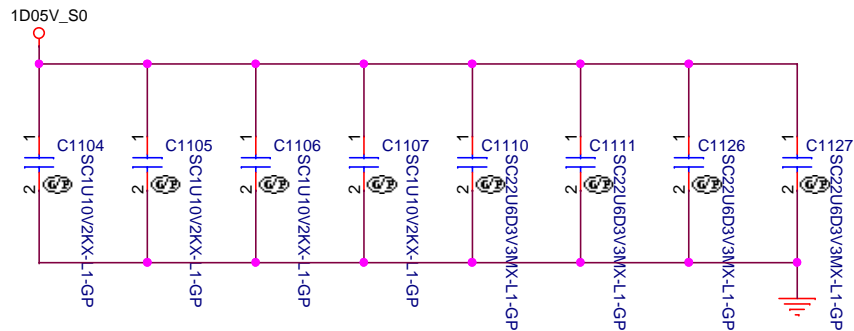 1D05V_S0
1
2
C1104
SC1U10V2KX-L1-GP
G/P
1
2
C1105
SC1U10V2KX-L1-GP
G/P
1
2
C1106
SC1U10V2KX-L1-GP
G/P
1
2
C1107
SC1U10V2KX-L1-GP
G/P
1
2
C1110
SC22U6D3V3MX-L1-GP
G/P
1
2
C1111
SC22U6D3V3MX-L1-GP
G/P
1
2
C1126
SC22U6D3V3MX-L1-GP
G/P
1
2
C1127
SC22U6D3V3MX-L1-GP
G/P